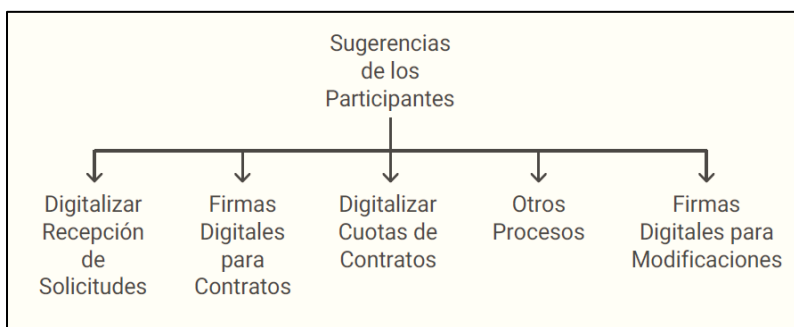 Sugerencias
de los
Participantes
Digitalizar
Recepción
de
Solicitudes
Firmas
Digitales
para
Contratos
Digitalizar
Cuotas de
Contratos
Otros
Procesos
Firmas
Digitales para
Modificaciones